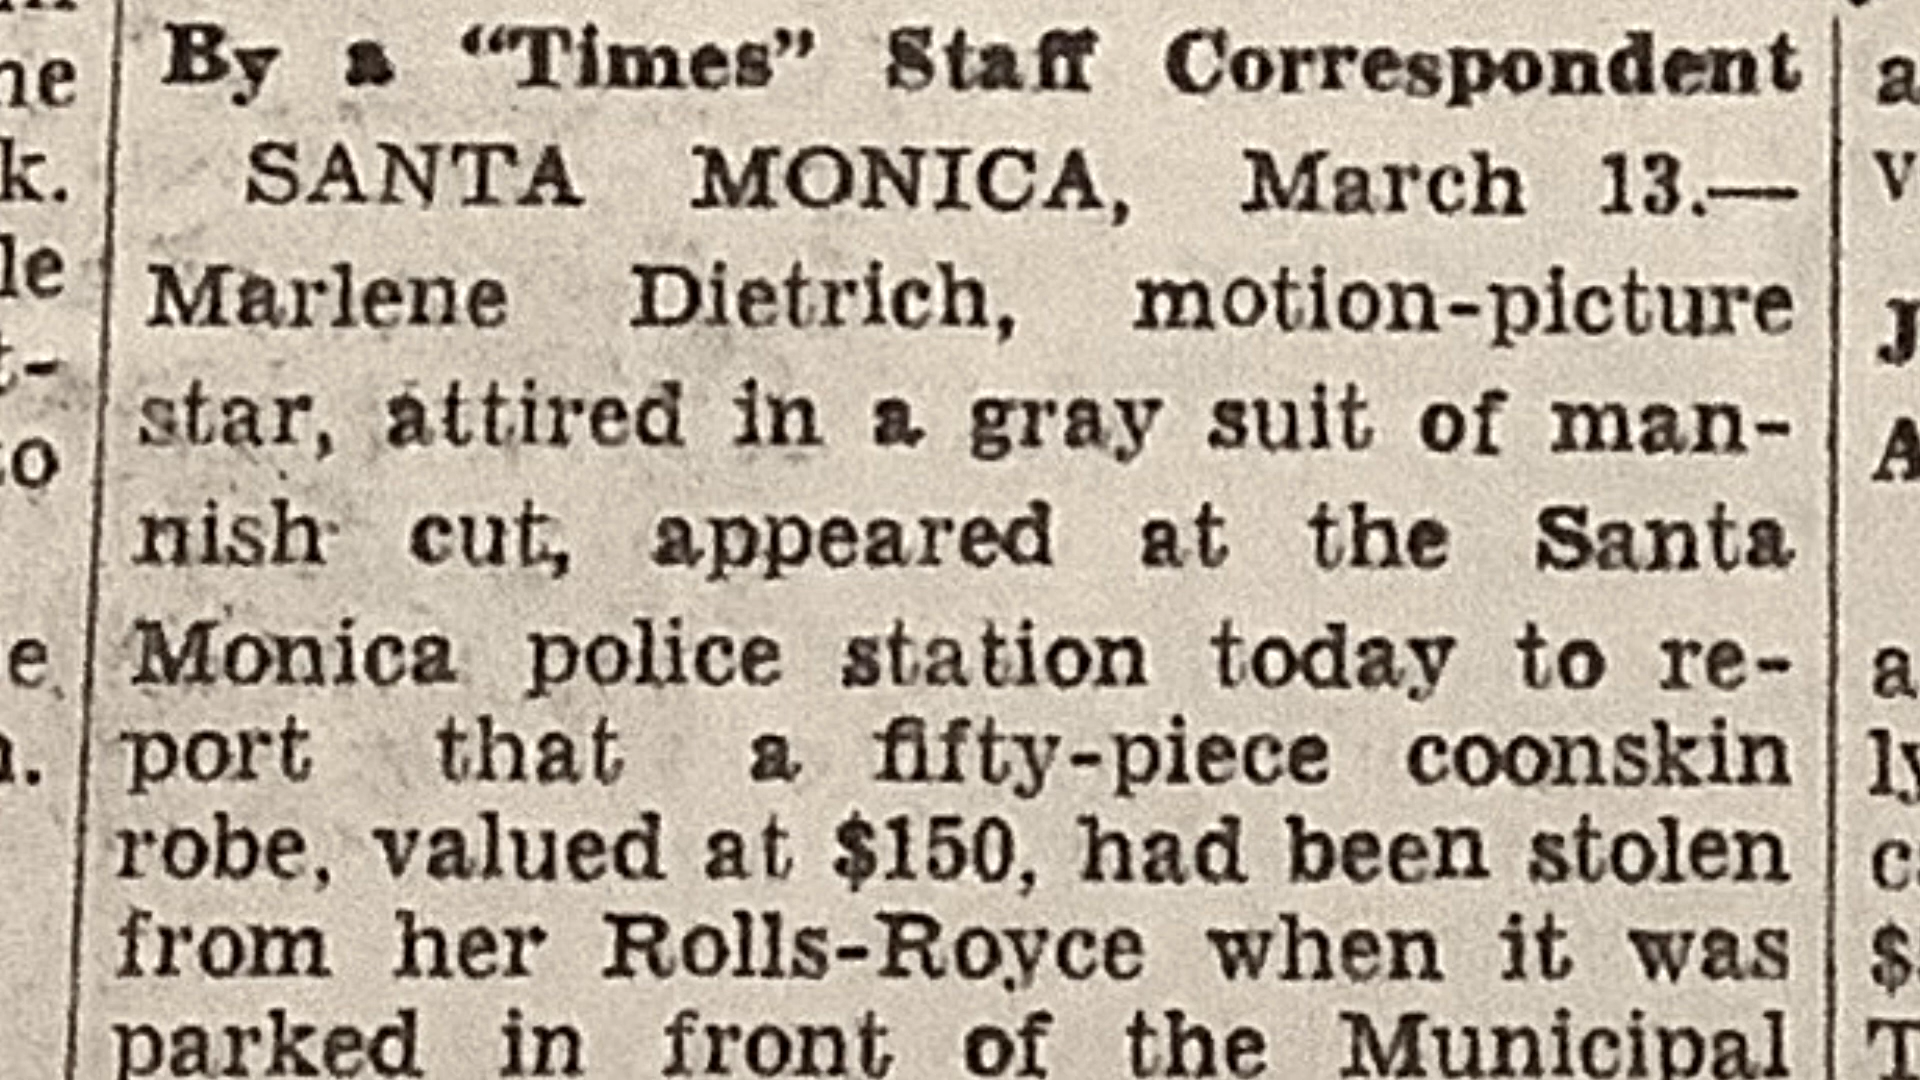 By a “Times” Staff Correspondent
SANTA MONICA, March 13.—
Marlene Dietrich, motion-picture
star, attired in a gray suit of man-
nish cut, appeared at the Santa
Monica police station today to re-
port that a fifty-piece coonskin
robe, valued at $150, had been stolen
from her Rolls-Royce when it was
parked in front of the Municipal